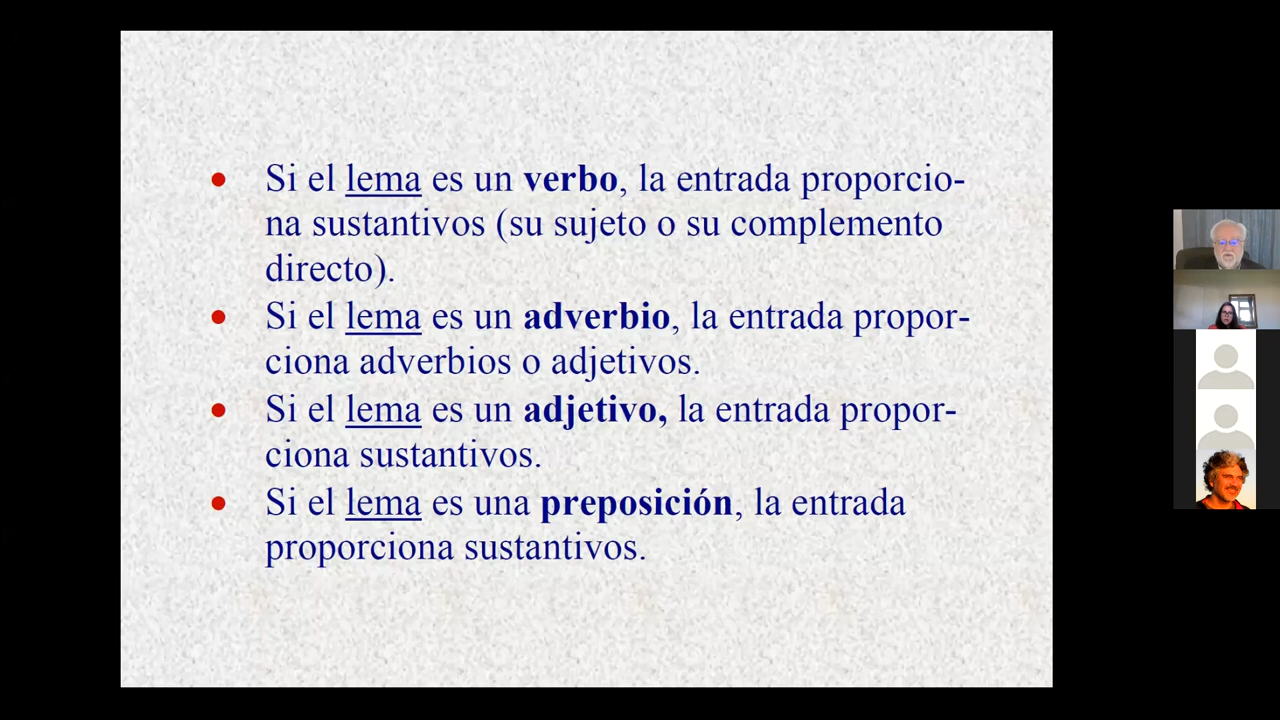 • Si el lema es un verbo, la entrada proporcio-
na sustantivos (su sujeto o su complemento
directo).
• Si el lema es un adverbio, la entrada propor-
ciona adverbios o adjetivos.
• Si el lema es un adjetivo, la entrada propor-
ciona sustantivos.
• Si el lema es una preposición, la entrada
proporciona sustantivos.